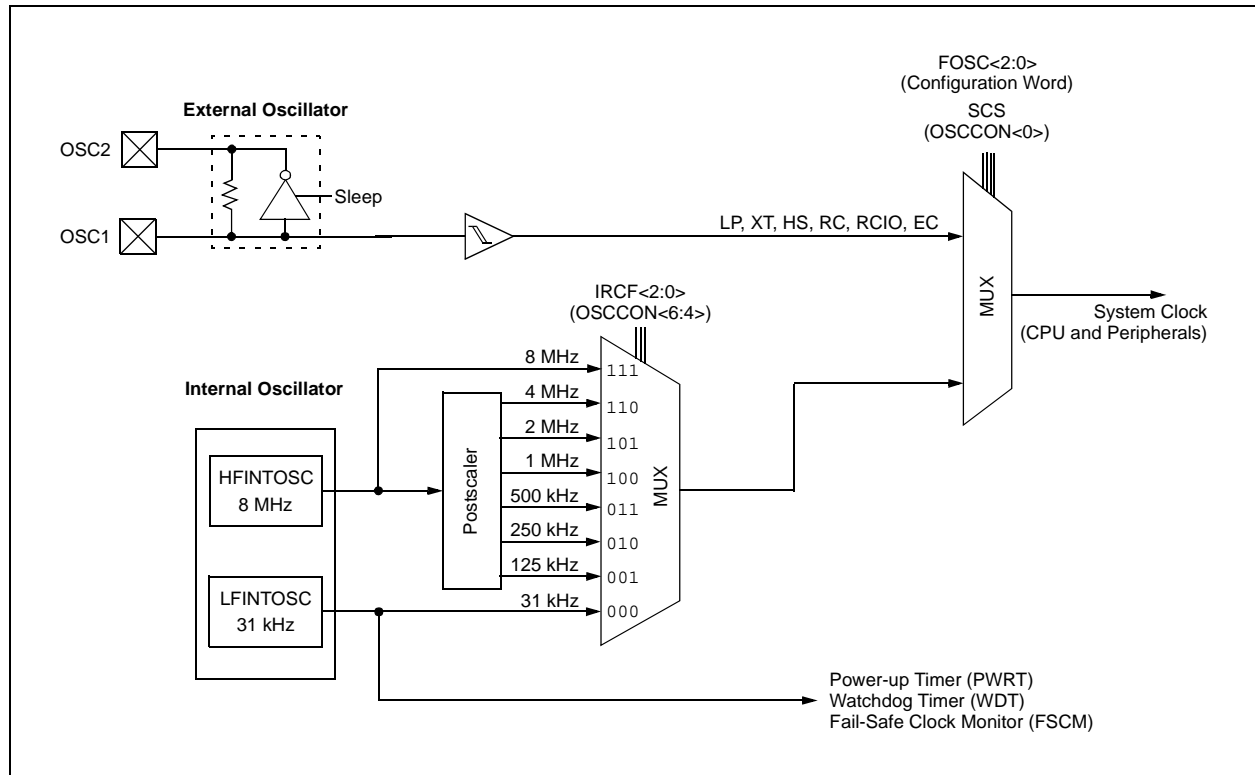 FOSC<2:0>
(Configuration Word)
SCS
(OSCCON<0>)
External Oscillator
OSC2
Sleep
OSC1
LP, XT, HS, RC, RCIO, EC
MUX
System Clock
(CPU and Peripherals)
IRCF<2:0>
(OSCCON<6:4>)
Internal Oscillator
HFINTOSC
8 MHz
LFINTOSC
31 kHz
Postscaler
8 MHz
111
4 MHz
110
2 MHz
101
1 MHz
100
500 kHz
011
250 kHz
010
125 kHz
001
31 kHz
000
MUX
Power-up Timer (PWRT)
Watchdog Timer (WDT)
Fail-Safe Clock Monitor (FSCM)